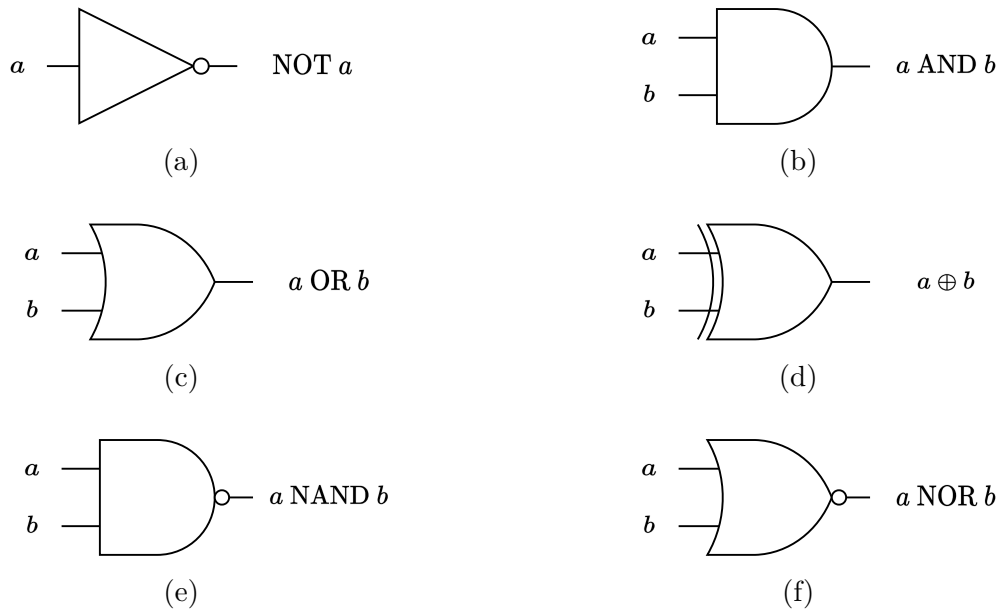 a NOT a
(a)
a
b
a AND b
(b)
a
b
a OR b
(c)
a
b
a ⊕ b
(d)
a
b
a NAND b
(e)
a
b
a NOR b
(f)